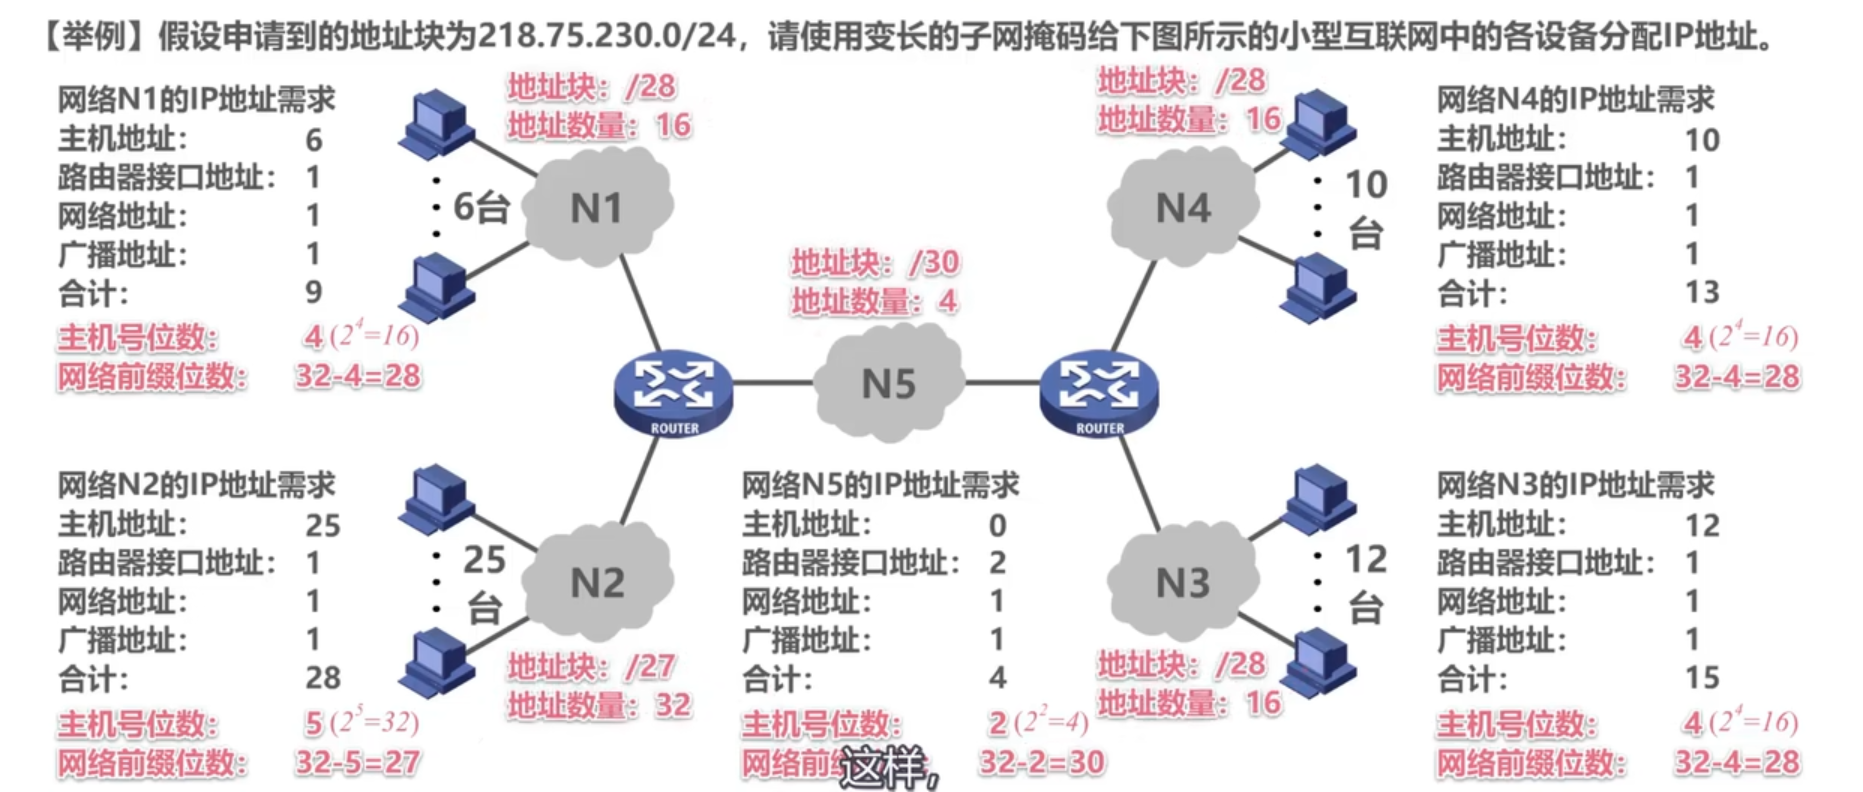 【举例】假设申请到的地址块为218.75.230.0/24，请使用变长的子网掩码给下图所示的小型互联网中的各设备分配IP地址。
网络N1的IP地址需求
主机地址： 6
路由器接口地址： 1
网络地址： 1
广播地址： 1
合计： 9
主机号位数： 4 (2^4=16)
网络前缀位数： 32-4=28
地址块：/28
地址数量：16
6台
N1
地址块：/28
地址数量：16
N4
10
台
网络N4的IP地址需求
主机地址： 10
路由器接口地址： 1
网络地址： 1
广播地址： 1
合计： 13
主机号位数： 4 (2^4=16)
网络前缀位数： 32-4=28
地址块：/30
地址数量：4
ROUTER
N5
ROUTER
网络N2的IP地址需求
主机地址： 25
路由器接口地址： 1
网络地址： 1
广播地址： 1
合计： 28
主机号位数： 5 (2^5=32)
网络前缀位数： 32-5=27
25
台
N2
地址块：/27
地址数量：32
网络N5的IP地址需求
主机地址： 0
路由器接口地址： 2
网络地址： 1
广播地址： 1
合计： 4
主机号位数： 2 (2^2=4)
网络前 32-2=30
这样,
N3
12
台
地址块：/28
地址数量：16
网络N3的IP地址需求
主机地址： 12
路由器接口地址： 1
网络地址： 1
广播地址： 1
合计： 15
主机号位数： 4 (2^4=16)
网络前缀位数： 32-4=28